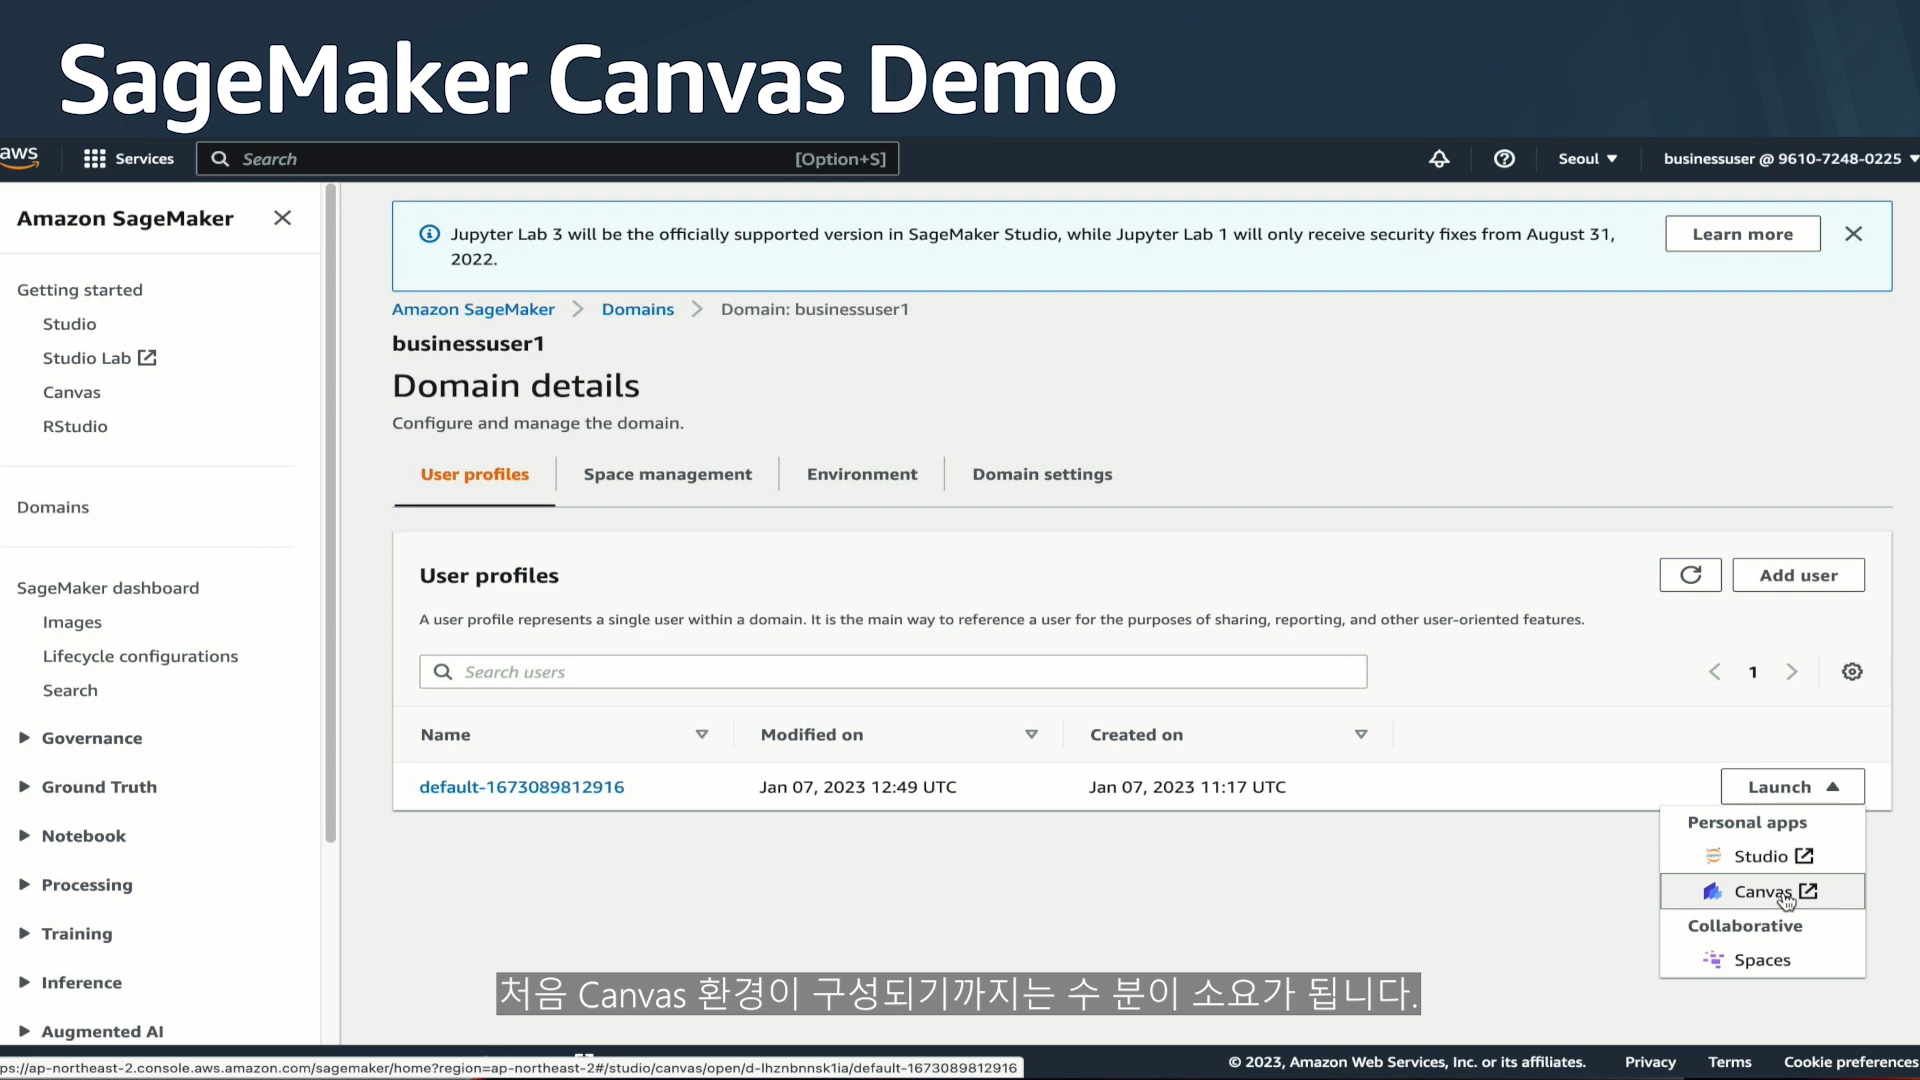 SageMaker Canvas Demo
aws
Services
Search
[Option+S]
Seoul
businessuser @ 9610-7248-0225
Amazon SageMaker
Getting started
Studio
Studio Lab
Canvas
RStudio
Domains
SageMaker dashboard
Images
Lifecycle configurations
Search
Governance
Ground Truth
Notebook
Processing
Training
Inference
Augmented AI
Jupyter Lab 3 will be the officially supported version in SageMaker Studio, while Jupyter Lab 1 will only receive security fixes from August 31,
2022.
Learn more
Amazon SageMaker
Domains
Domain: businessuser1
businessuser1
Domain details
Configure and manage the domain.
User profiles
Space management
Environment
Domain settings
User profiles
Add user
A user profile represents a single user within a domain. It is the main way to reference a user for the purposes of sharing, reporting, and other user-oriented features.
Search users
1
Name
Modified on
Created on
default-1673089812916
Jan 07, 2023 12:49 UTC
Jan 07, 2023 11:17 UTC
Launch
Personal apps
Studio
Canvas
Collaborative
Spaces
처음 Canvas 환경이 구성되기까지는 수 분이 소요가 됩니다.
ps://ap-northeast-2.console.aws.amazon.com/sagemaker/home?region=ap-northeast-2#/studio/canvas/open/d-lhznbnnsk1ia/default-1673089812916
© 2023, Amazon Web Services, Inc. or its affiliates.
Privacy
Terms
Cookie preferences